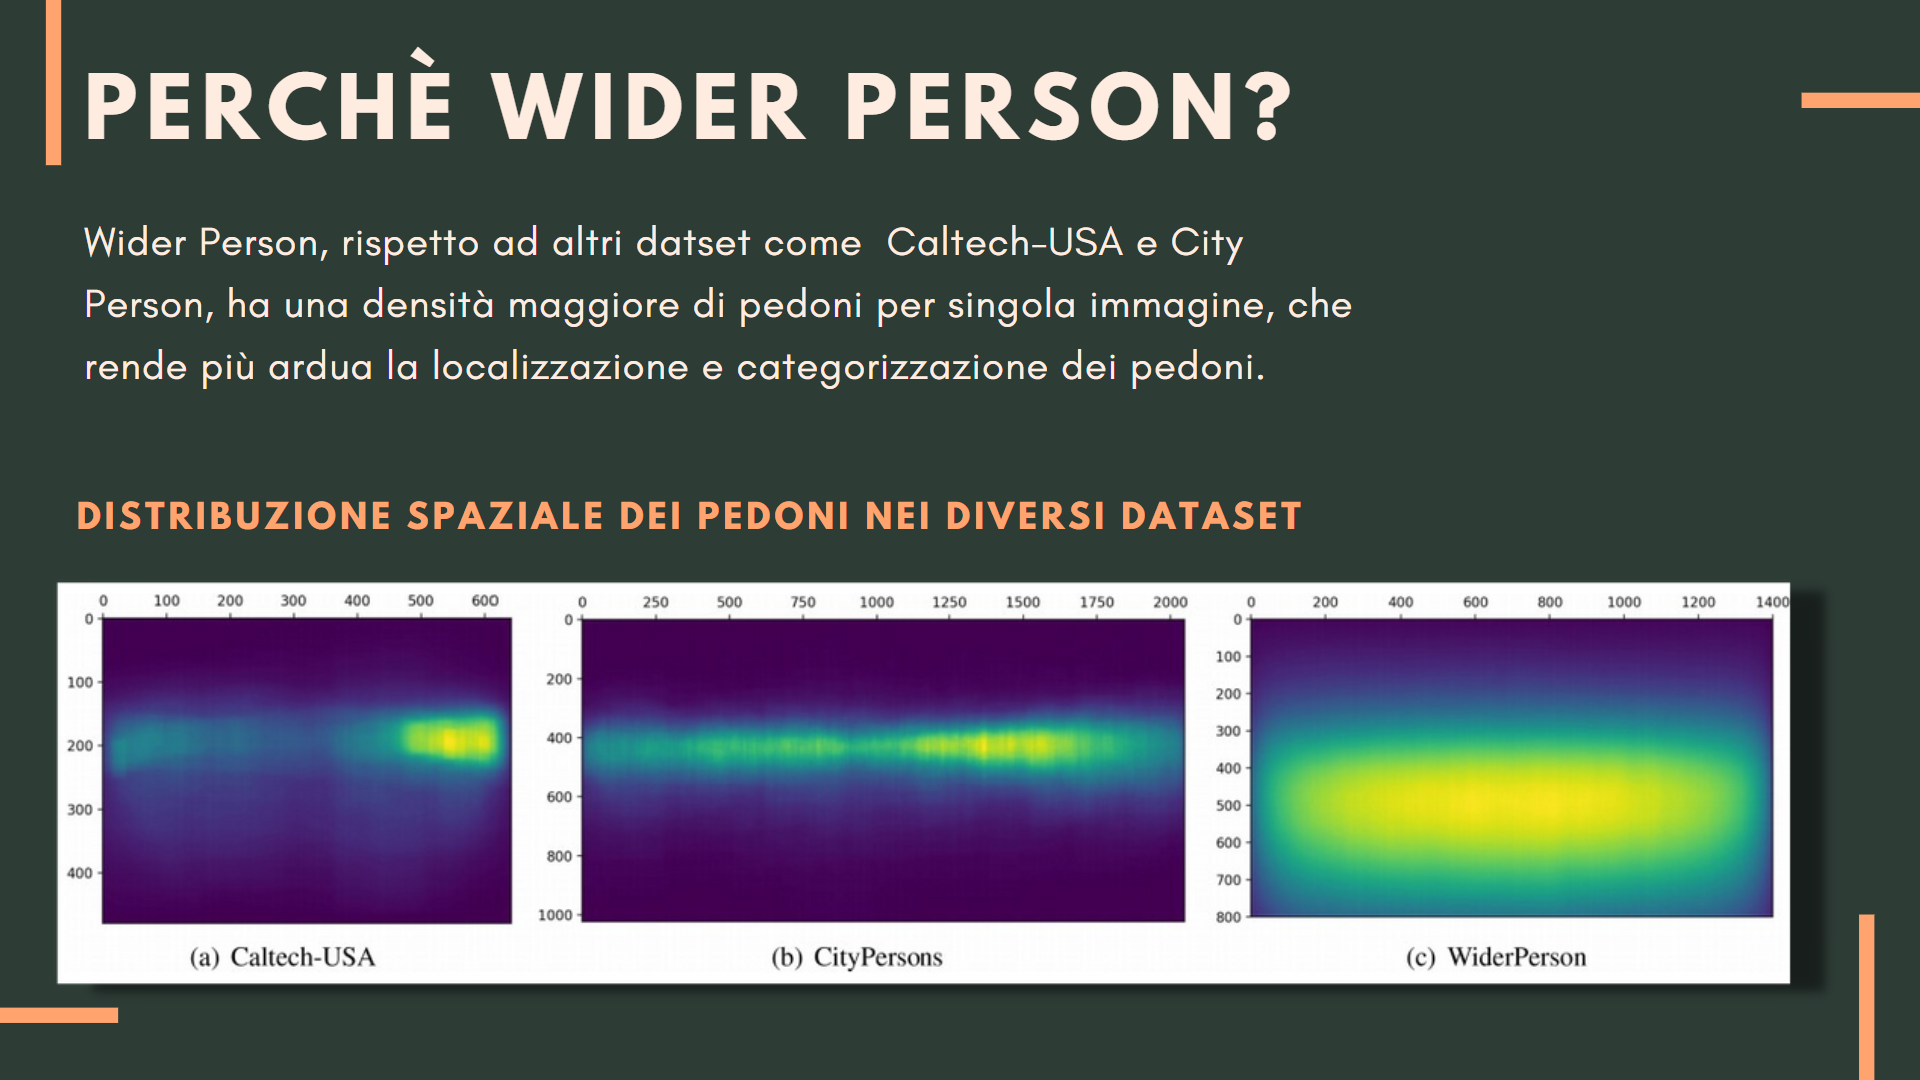 PERCHÈ WIDER PERSON?
Wider Person, rispetto ad altri datset come  Caltech-USA e City
Person, ha una densità maggiore di pedoni per singola immagine, che
rende più ardua la localizzazione e categorizzazione dei pedoni.
DISTRIBUZIONE SPAZIALE DEI PEDONI NEI DIVERSI DATASET
0 100 200 300 400 500 600
0
100
200
300
400
(a) Caltech-USA
0 250 500 750 1000 1250 1500 1750 2000
0
200
400
600
800
1000
(b) CityPersons
0 200 400 600 800 1000 1200 1400
0
100
200
300
400
500
600
700
800
(c) WiderPerson